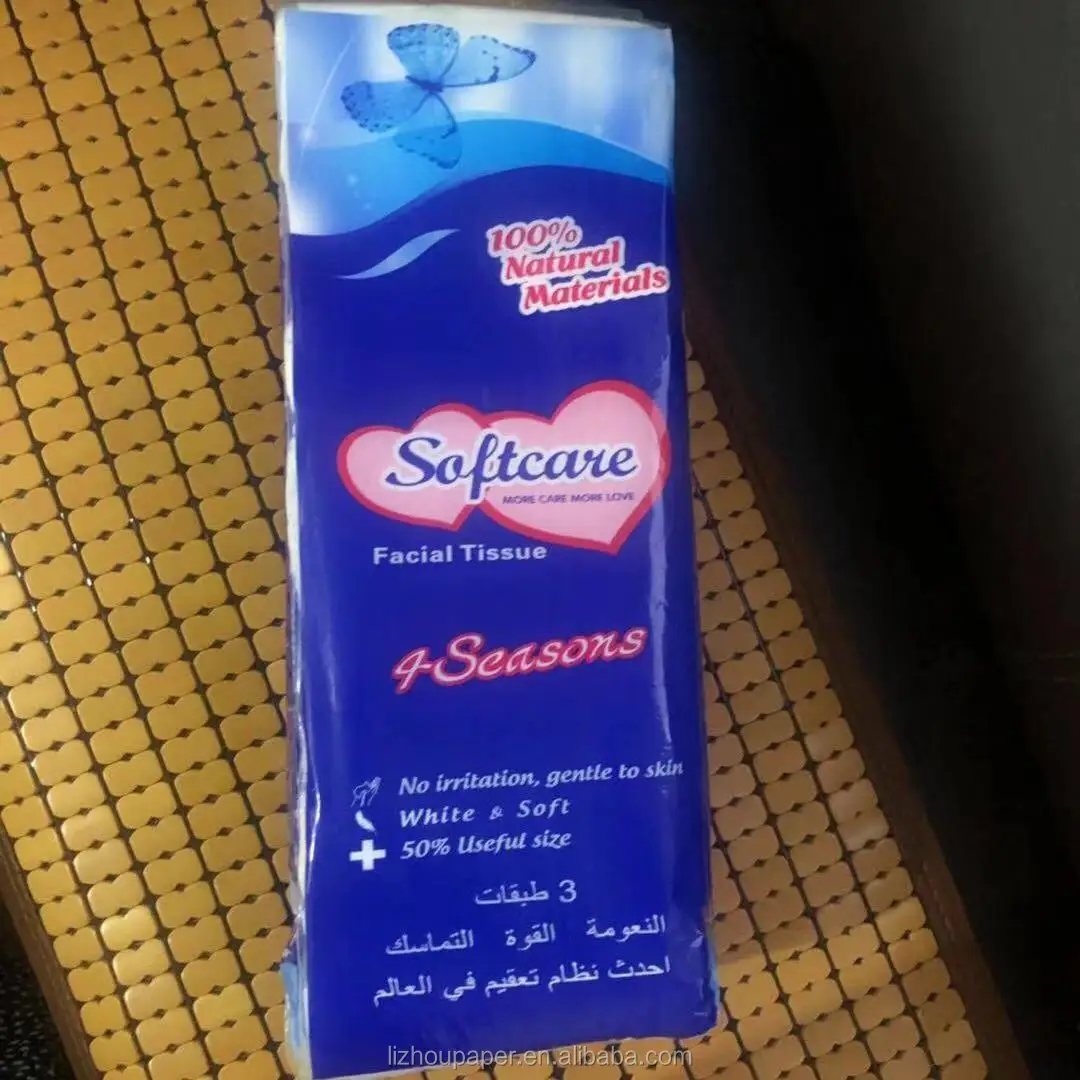 100%
Natural
Materials
Softcare
MORE CARE MORE LOVE
Facial Tissue
4-Seasons
No irritation, gentle to skin
White & Soft
50% Useful size
3 طبقات
النعومة القوة التماسك
احدث نظام تعقيم في العالم
lizhoupaper.en.alibaba.com